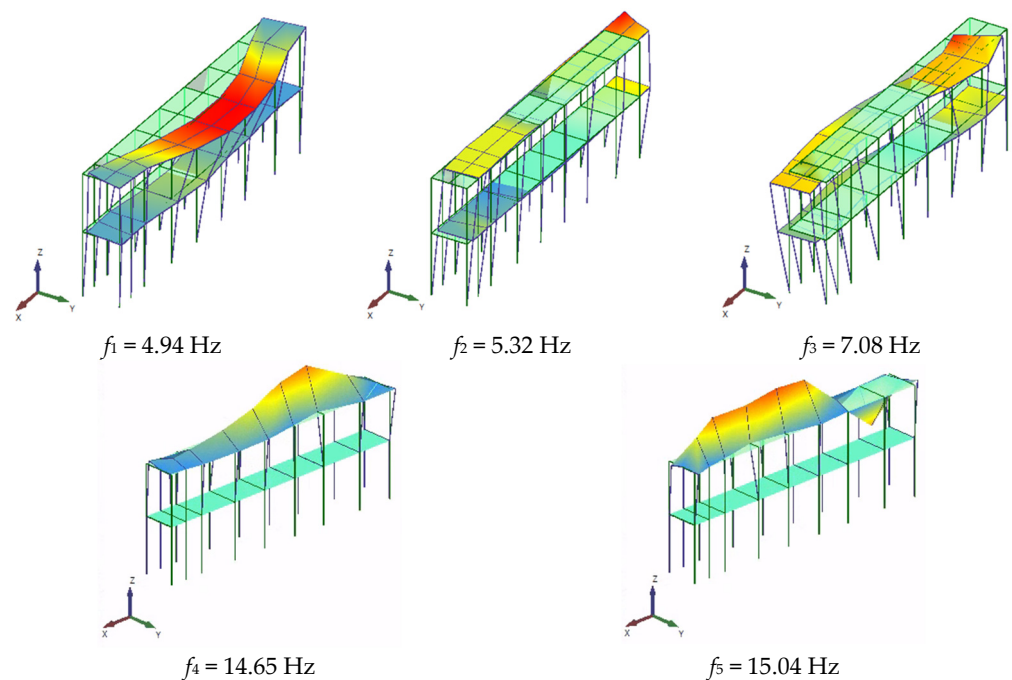 Z
X
Y
Z
X
Y
Z
X
Y
f₁ = 4.94 Hz
f₂ = 5.32 Hz
f₃ = 7.08 Hz
Z
X
Y
Z
X
Y
f₄ = 14.65 Hz
f₅ = 15.04 Hz